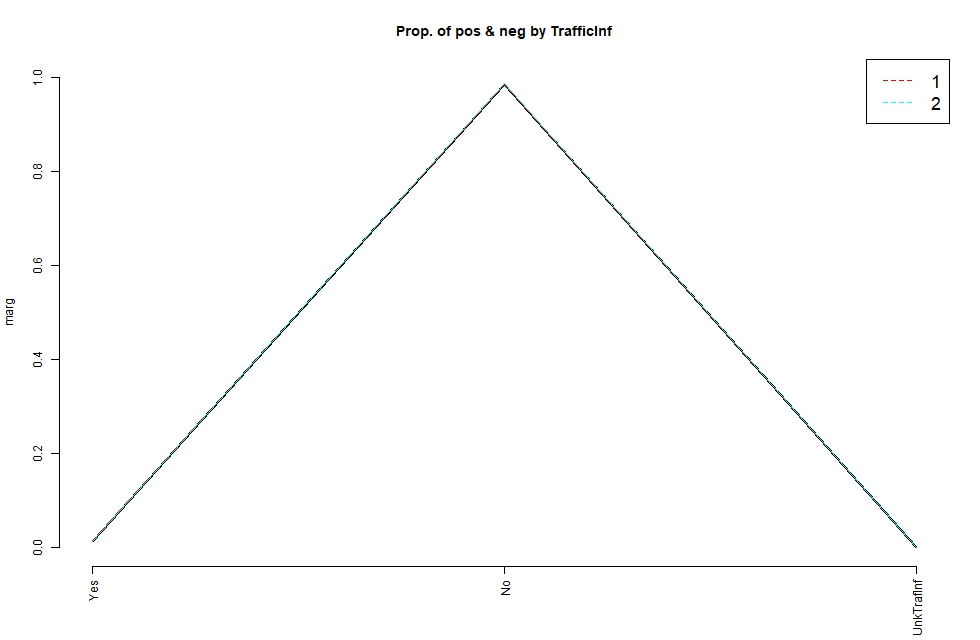 Prop. of pos & neg by TrafficInf
1
2
marg
1.0
0.8
0.6
0.4
0.2
0.0
Yes
No
UnkTrafInf